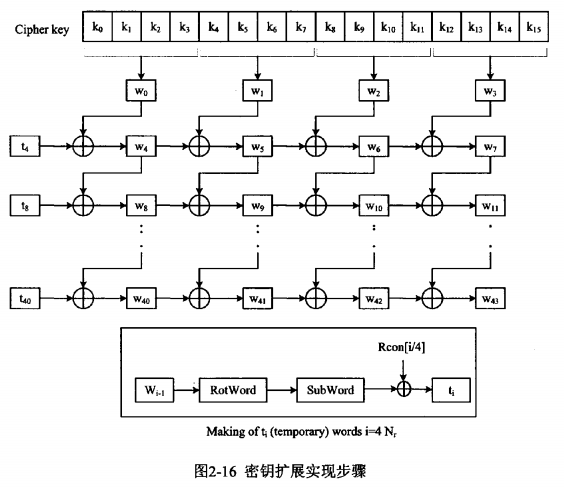 Cipher key k0 k1 k2 k3 k4 k5 k6 k7 k8 k9 k10 k11 k12 k13 k14 k15
w0 w1 w2 w3
t4 w4 w5 w6 w7
t8 w8 w9 w10 w11
t40 w40 w41 w42 w43
Rcon[i/4]
Wi-1 RotWord SubWord ti
Making of ti (temporary) words i=4 Nr
图2-16 密钥扩展实现步骤